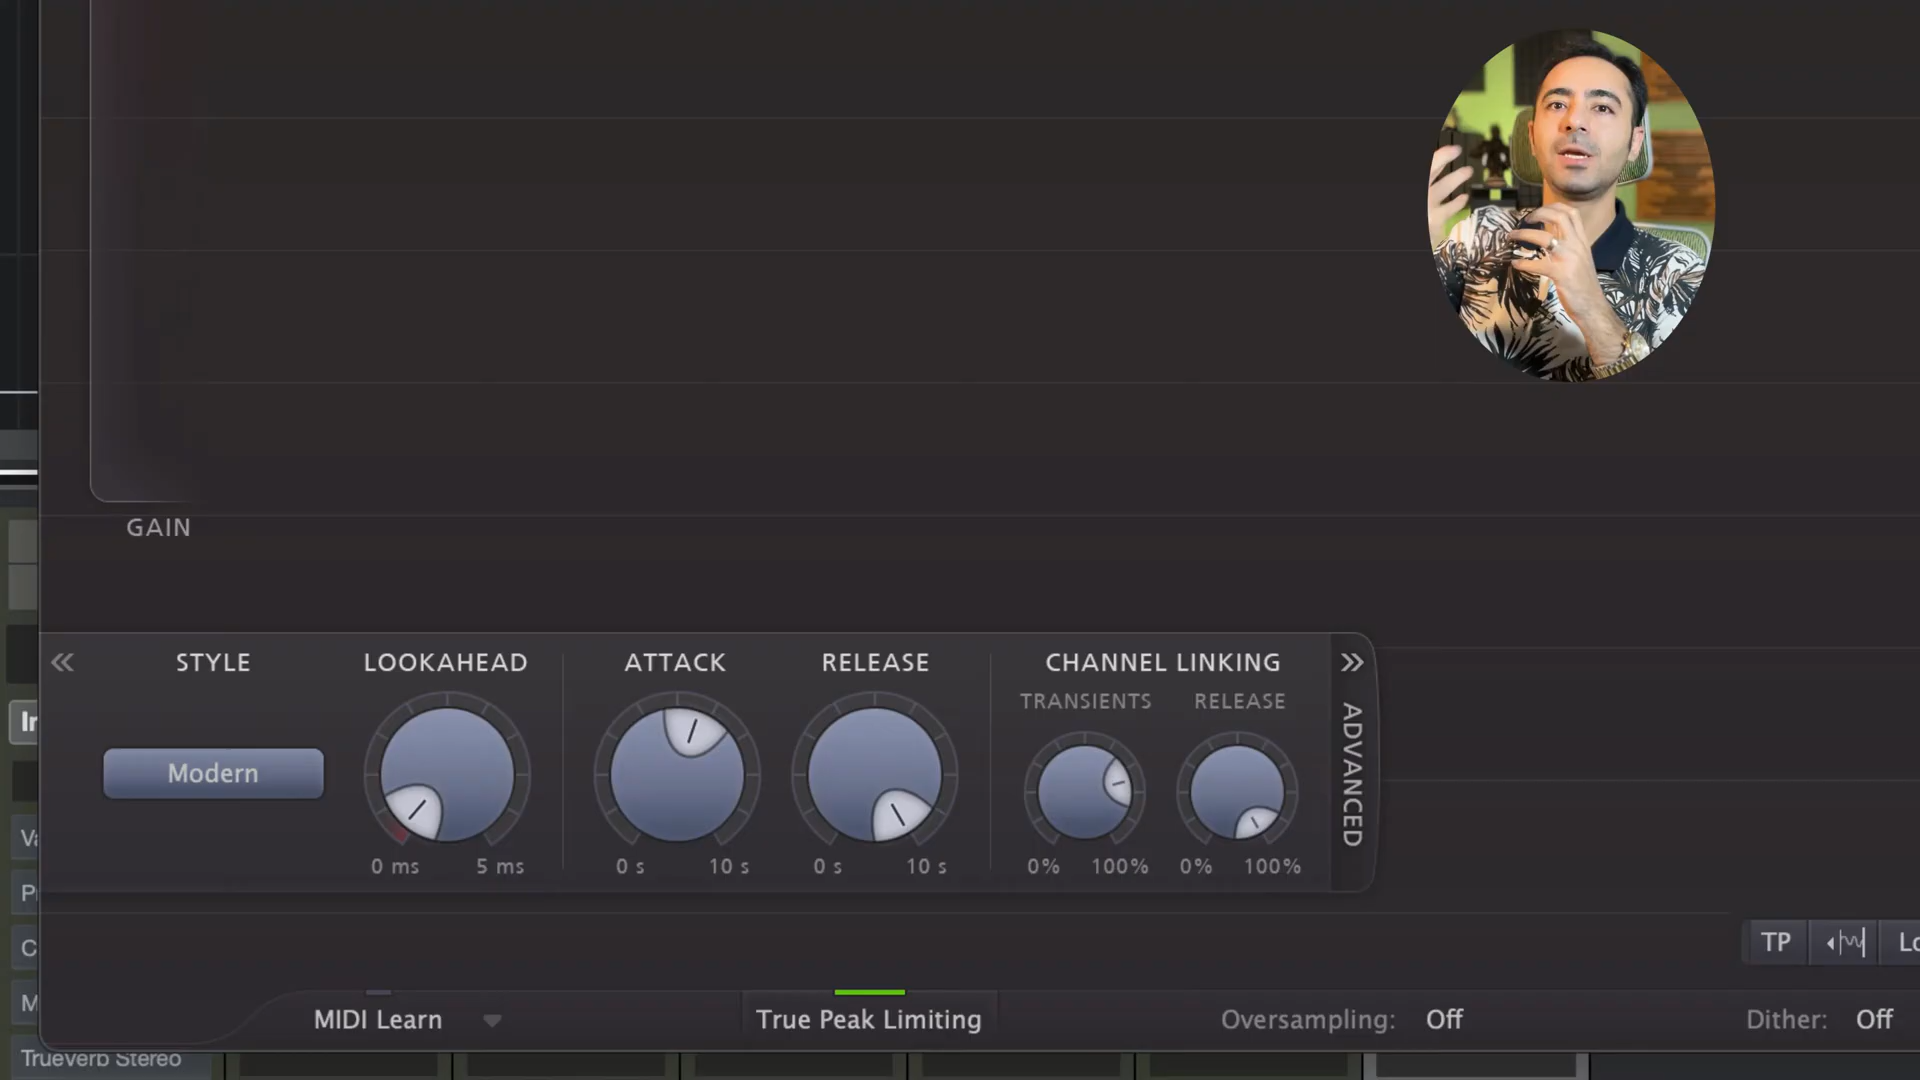 GAIN
STYLE
LOOKAHEAD
ATTACK
RELEASE
CHANNEL LINKING
TRANSIENTS
RELEASE
Modern
ADVANCED
0 ms
5 ms
0 s
10 s
0 s
10 s
0%
100%
0%
100%
TP
MIDI Learn
True Peak Limiting
Oversampling: Off
Dither: Off
TrueVerb Stereo